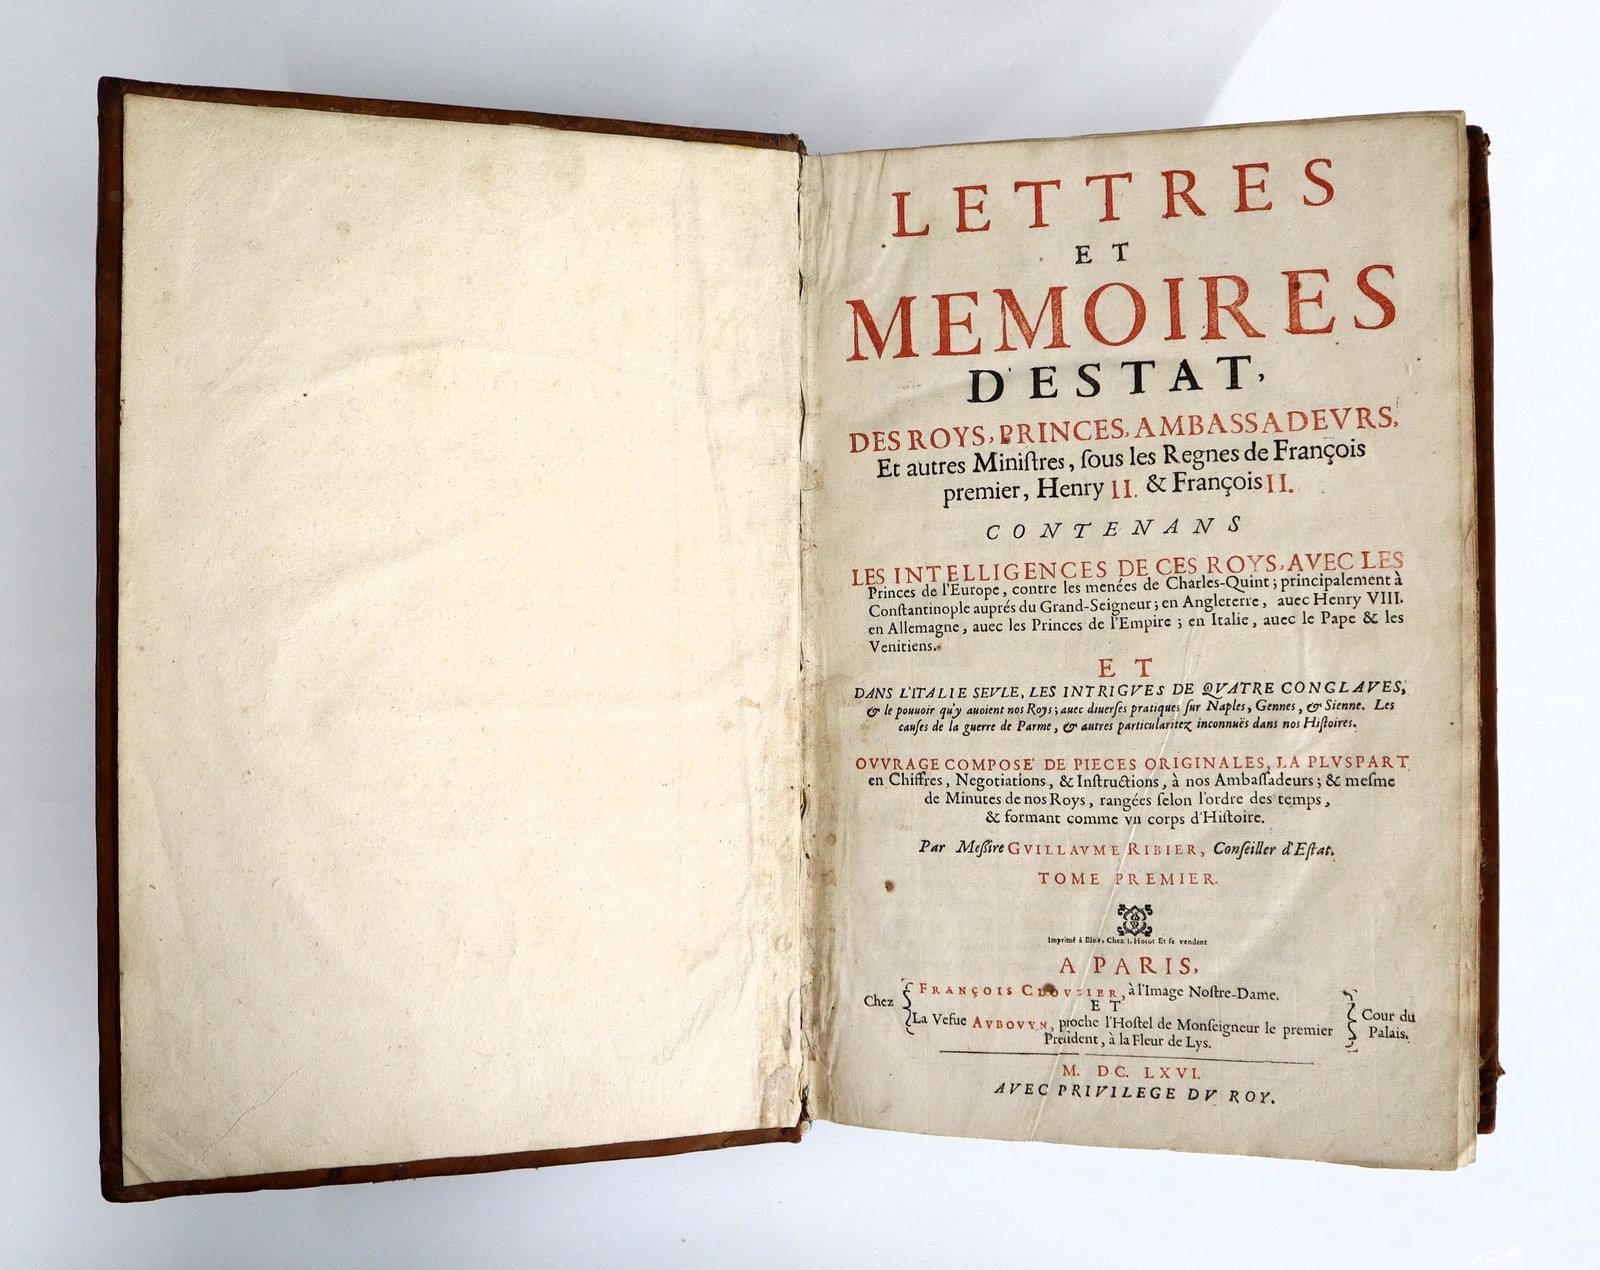 LETTRES
ET
MEMOIRES
D'ESTAT,
DES ROYS, PRINCES, AMBASSADEVRS,
Et autres Miniſtres, ſous les Regnes de François
premier, Henry II. & François II.
CONTENANS
LES INTELLIGENCES DE CES ROYS, AVEC LES
Princes de l'Europe, contre les menées de Charles-Quint; principalement à
Conſtantinople auprés du Grand-Seigneur; en Angleterre, auec Henry VIII.
en Allemagne, auec les Princes de l'Empire; en Italie, auec le Pape & les
Venitiens.
ET
DANS L'ITALIE SEVLE, LES INTRIGVES DE QVATRE CONCLAVES,
& le pouuoir qu'y auoient nos Roys; auec diuerſes pratiques ſur Naples, Gennes, & Sienne. Les
cauſes de la guerre de Parme, & autres particularitez inconnuës dans nos Hiſtoires.
OVVRAGE COMPOSE' DE PIECES ORIGINALES, LA PLVSPART
en Chiffres, Negotiations, & Inſtructions, à nos Ambaſſadeurs; & meſme
de Minutes de nos Roys, rangées ſelon l'ordre des temps,
& formant comme vn corps d'Hiſtoire.
Par Meßire GVILLAVME RIBIER, Conſeiller d'Eſtat.
TOME PREMIER.
Imprimé à Blois, Chez I. Hotot Et ſe vendent
A PARIS,
Chez { FRANÇOIS CLOVZIER, à l'Image Noſtre-Dame.
ET
La Vefue AVBOVYN, proche l'Hoſtel de Monſeigneur le premier
Preſident, à la Fleur de Lys. } Cour du
Palais.
M. DC. LXVI.
AVEC PRIVILEGE DV ROY.